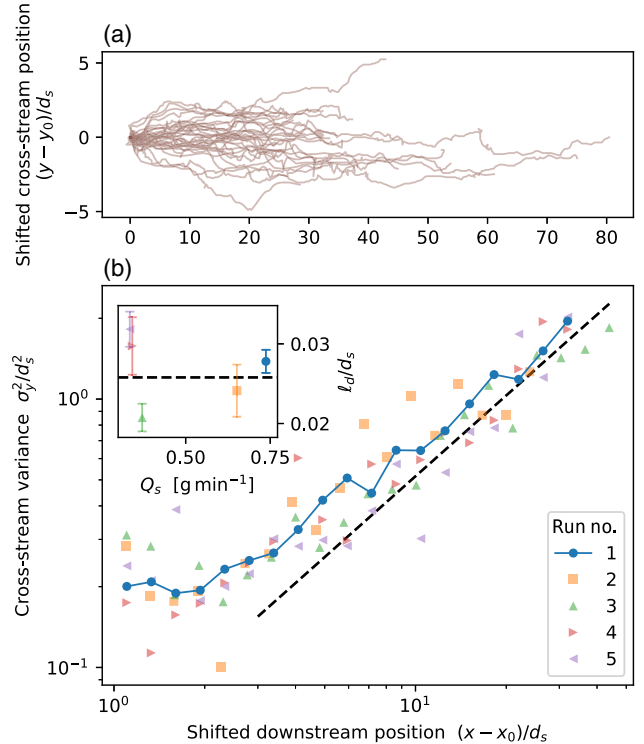 (a)
Shifted cross-stream position
(y − y₀)/dₛ
5
0
−5
0 10 20 30 40 50 60 70 80
(b)
Cross-stream variance σ_y²/dₛ²
10⁰
10⁻¹
0.03
0.02
ℓ_d/dₛ
0.50 0.75
Qₛ [g min⁻¹]
Run no.
1
2
3
4
5
10⁰ 10¹
Shifted downstream position (x − x₀)/dₛ